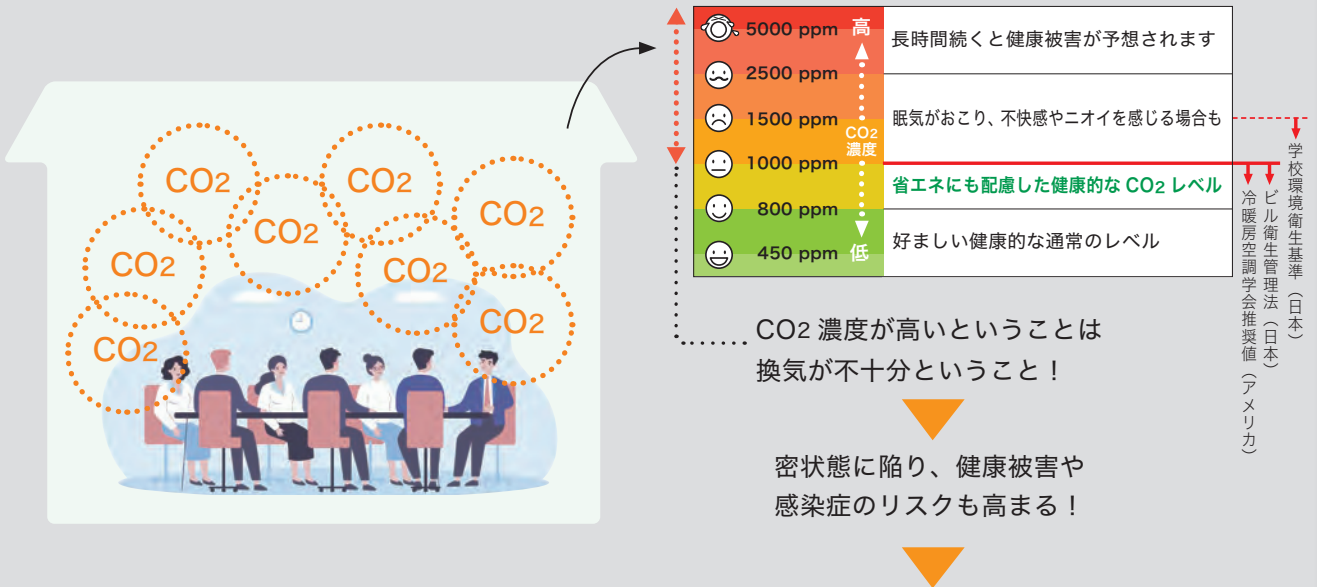 CO2
CO2
CO2
CO2
CO2
CO2
CO2
CO2
5000 ppm 高 長時間続くと健康被害が予想されます
2500 ppm
1500 ppm 眠気がおこり、不快感やニオイを感じる場合も
CO2
濃度
1000 ppm
省エネにも配慮した健康的な CO2 レベル
800 ppm
好ましい健康的な通常のレベル
450 ppm 低
学校環境衛生基準（日本）
ビル衛生管理法（日本）
冷暖房空調学会推奨値（アメリカ）
CO2 濃度が高いということは
換気が不十分ということ！
密状態に陥り、健康被害や
感染症のリスクも高まる！